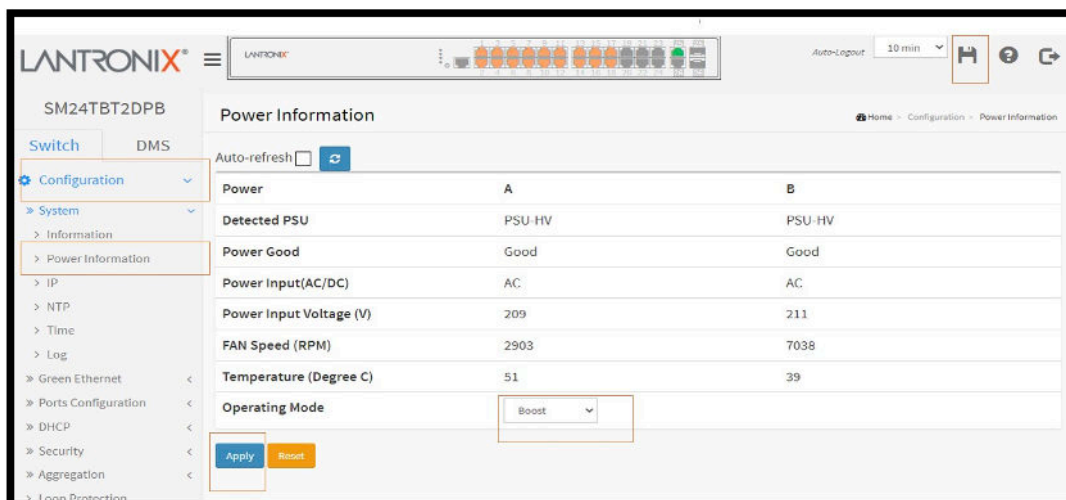 LANTRONIX®
LANTRONIX
Auto-Logout 10 min
SM24TBT2DPB
Switch DMS
Configuration
» System
> Information
> Power Information
> IP
> NTP
> Time
> Log
» Green Ethernet
» Ports Configuration
» DHCP
» Security
» Aggregation
> Loop Protection
Power Information
Home > Configuration > Power Information
Auto-refresh
Power A B
Detected PSU PSU-HV PSU-HV
Power Good Good Good
Power Input(AC/DC) AC AC
Power Input Voltage (V) 209 211
FAN Speed (RPM) 2903 7038
Temperature (Degree C) 51 39
Operating Mode Boost
Apply Reset